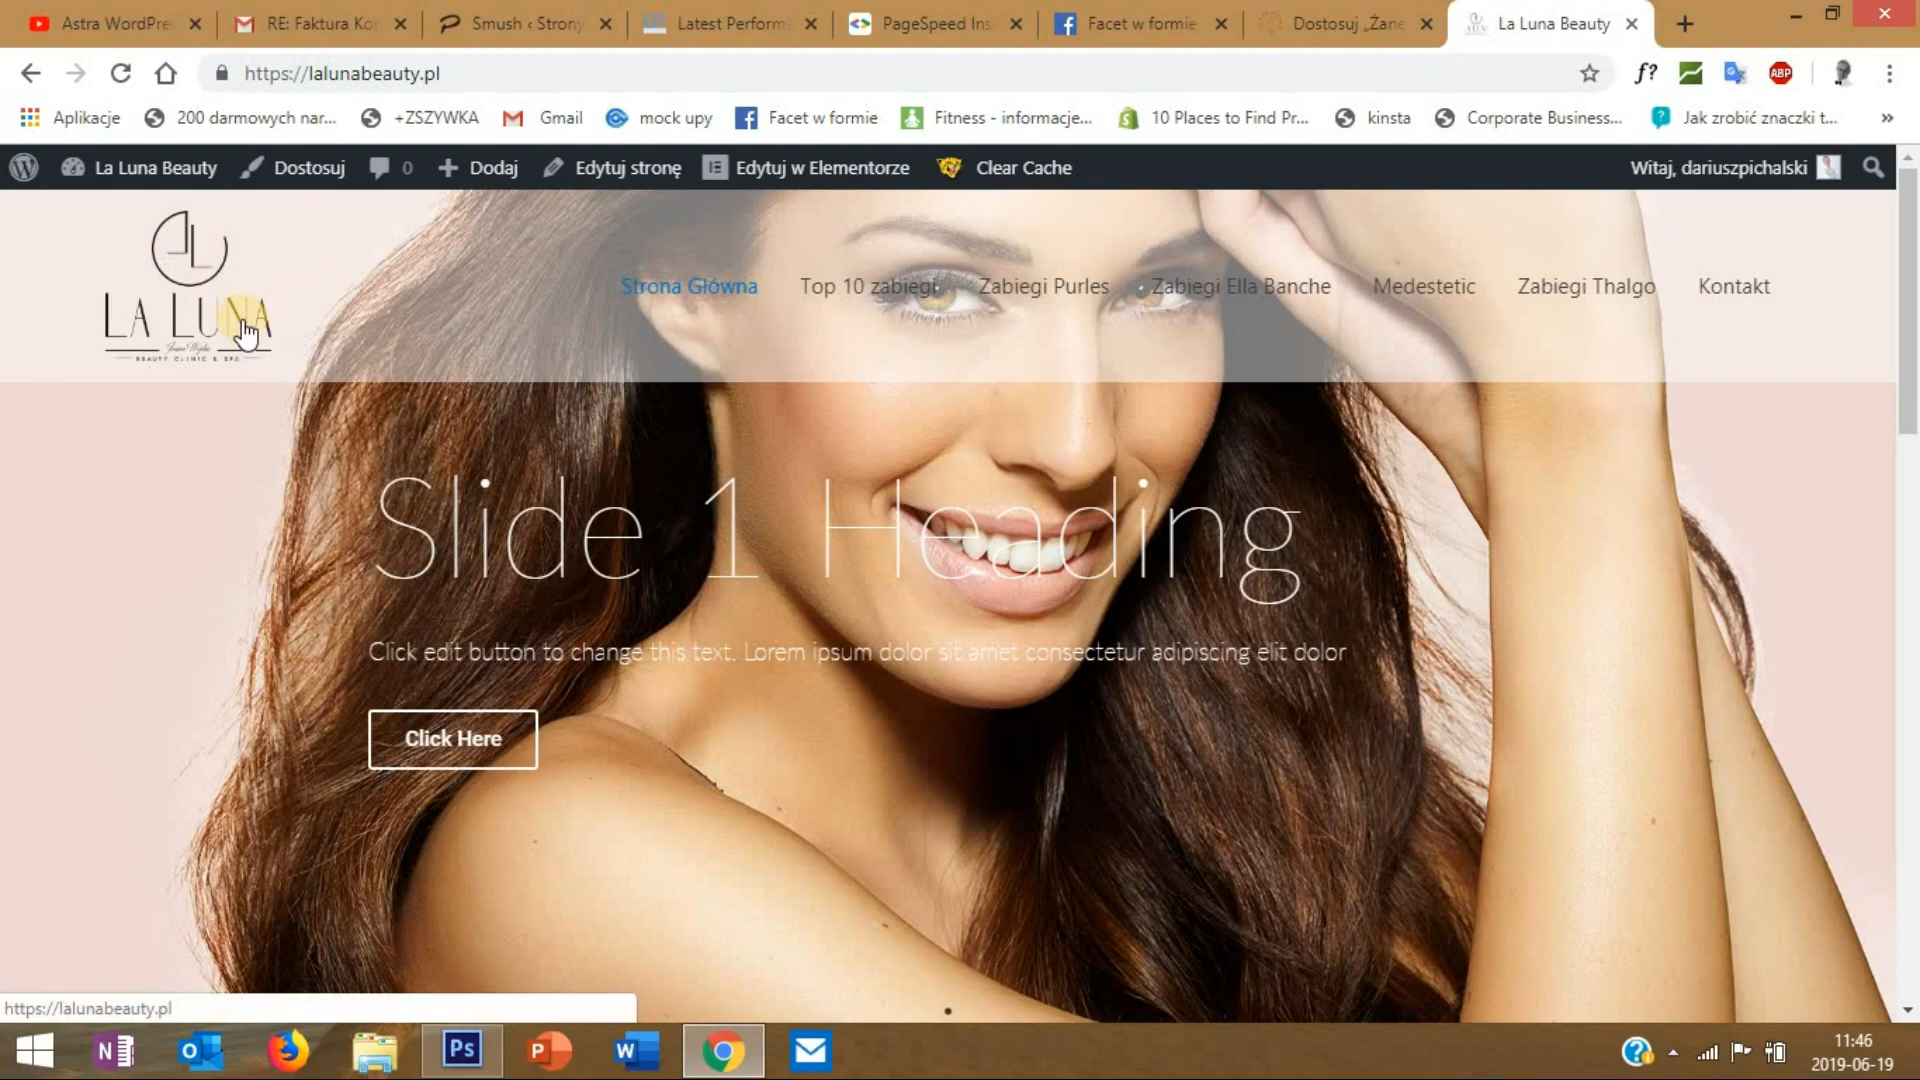 Astra WordPre
RE: Faktura Ko
Smush ‹ Strony
Latest Perform
PageSpeed Ins
Facet w formie
Dostosuj „Żane
La Luna Beauty
https://lalunabeauty.pl
f?
ABP
Aplikacje
200 darmowych nar...
+ZSZYWKA
Gmail
mock upy
Facet w formie
Fitness - informacje...
10 Places to Find Pr...
kinsta
Corporate Business...
Jak zrobić znaczki t...
»
La Luna Beauty
Dostosuj
0
Dodaj
Edytuj stronę
Edytuj w Elementorze
Clear Cache
Witaj, dariuszpichalski
LA LUNA
BEAUTY CLINIC & SPA
Strona Główna
Top 10 zabiegi
Zabiegi Purles
Zabiegi Ella Banche
Medestetic
Zabiegi Thalgo
Kontakt
Slide 1 Heading
Click edit button to change this text. Lorem ipsum dolor sit amet consectetur adipiscing elit dolor
Click Here
https://lalunabeauty.pl
Ps
11:46
2019-06-19